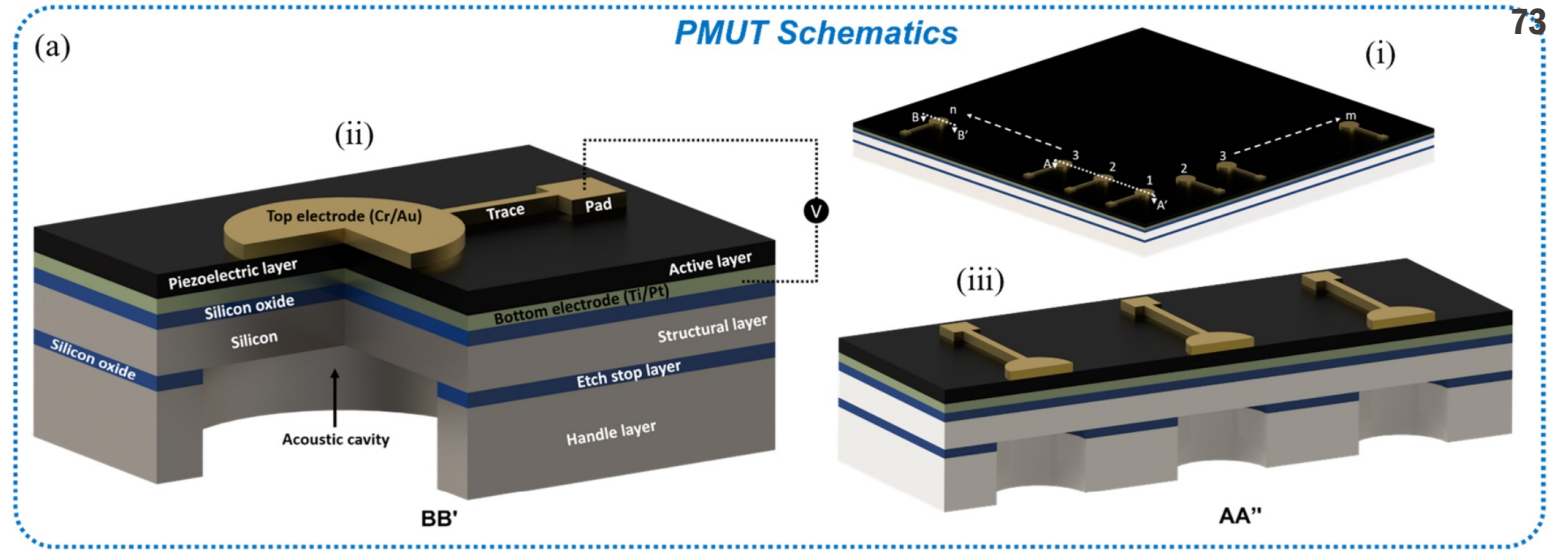 PMUT Schematics
73
(a)
(i)
(ii)
B
n
B'
m
A
3
2
1
2
3
A'
Top electrode (Cr/Au)
Trace
Pad
V
Piezoelectric layer
Active layer
Silicon oxide
Bottom electrode (Ti/Pt)
Silicon
Structural layer
Silicon oxide
Etch stop layer
Acoustic cavity
Handle layer
BB'
(iii)
AA"